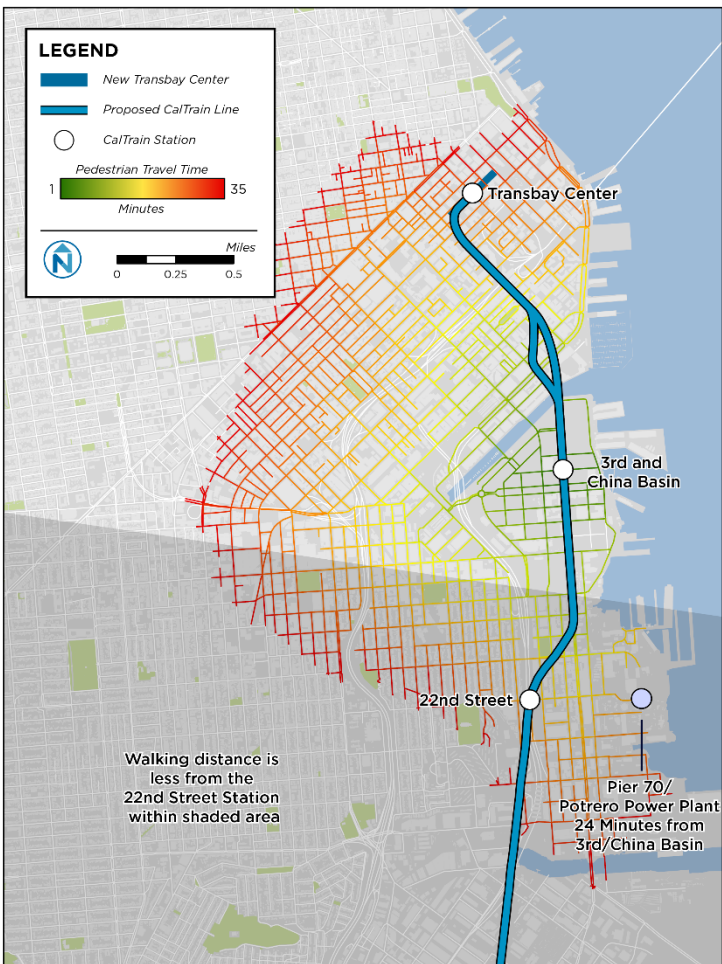 LEGEND
New Transbay Center
Proposed CalTrain Line
CalTrain Station
Pedestrian Travel Time
1 35
Minutes
N
Miles
0 0.25 0.5
Transbay Center
3rd and
China Basin
22nd Street
Walking distance is
less from the
22nd Street Station
within shaded area
Pier 70/
Potrero Power Plant
24 Minutes from
3rd/China Basin